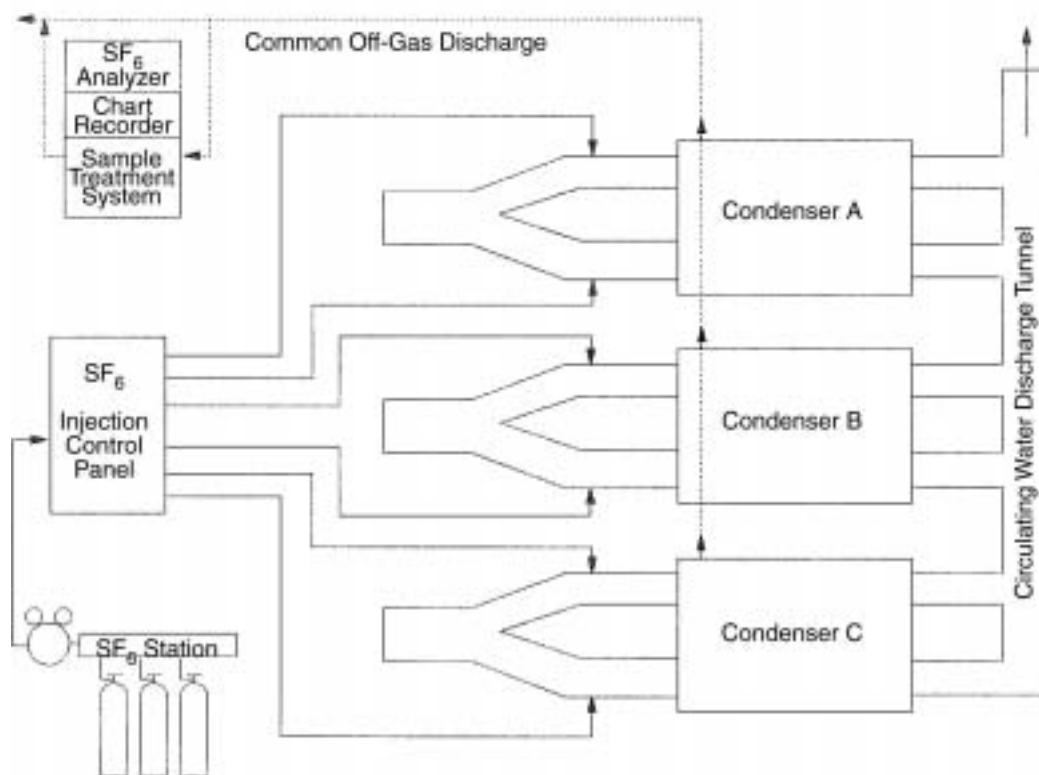 Common Off-Gas Discharge
SF6
Analyzer
Chart
Recorder
Sample
Treatment
System
Condenser A
SF6
Injection
Control
Panel
Condenser B
Circulating Water Discharge Tunnel
Condenser C
SF6 Station